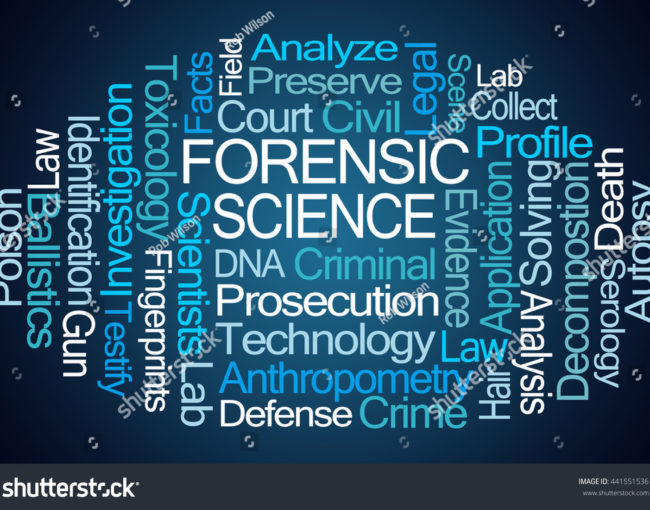 Analyze
Preserve
Court Civil
FORENSIC
SCIENCE
DNA Criminal
Prosecution
Technology
Anthropometry
Defense Crime
Poison
Law
Ballistics
Identification
Gun
Investigation
Testify
Toxicology
Fingerprints
Facts
Scientists
Lab
Field
Legal
Scene
Lab
Collect
Profile
Evidence
Law
Application
Hair
Solving
Analysis
Decompostion
Death
Serology
Autopsy
shutterstock
Rob Wilson
shutterstock
IMAGE ID: 441551536
www.shutterstock.com